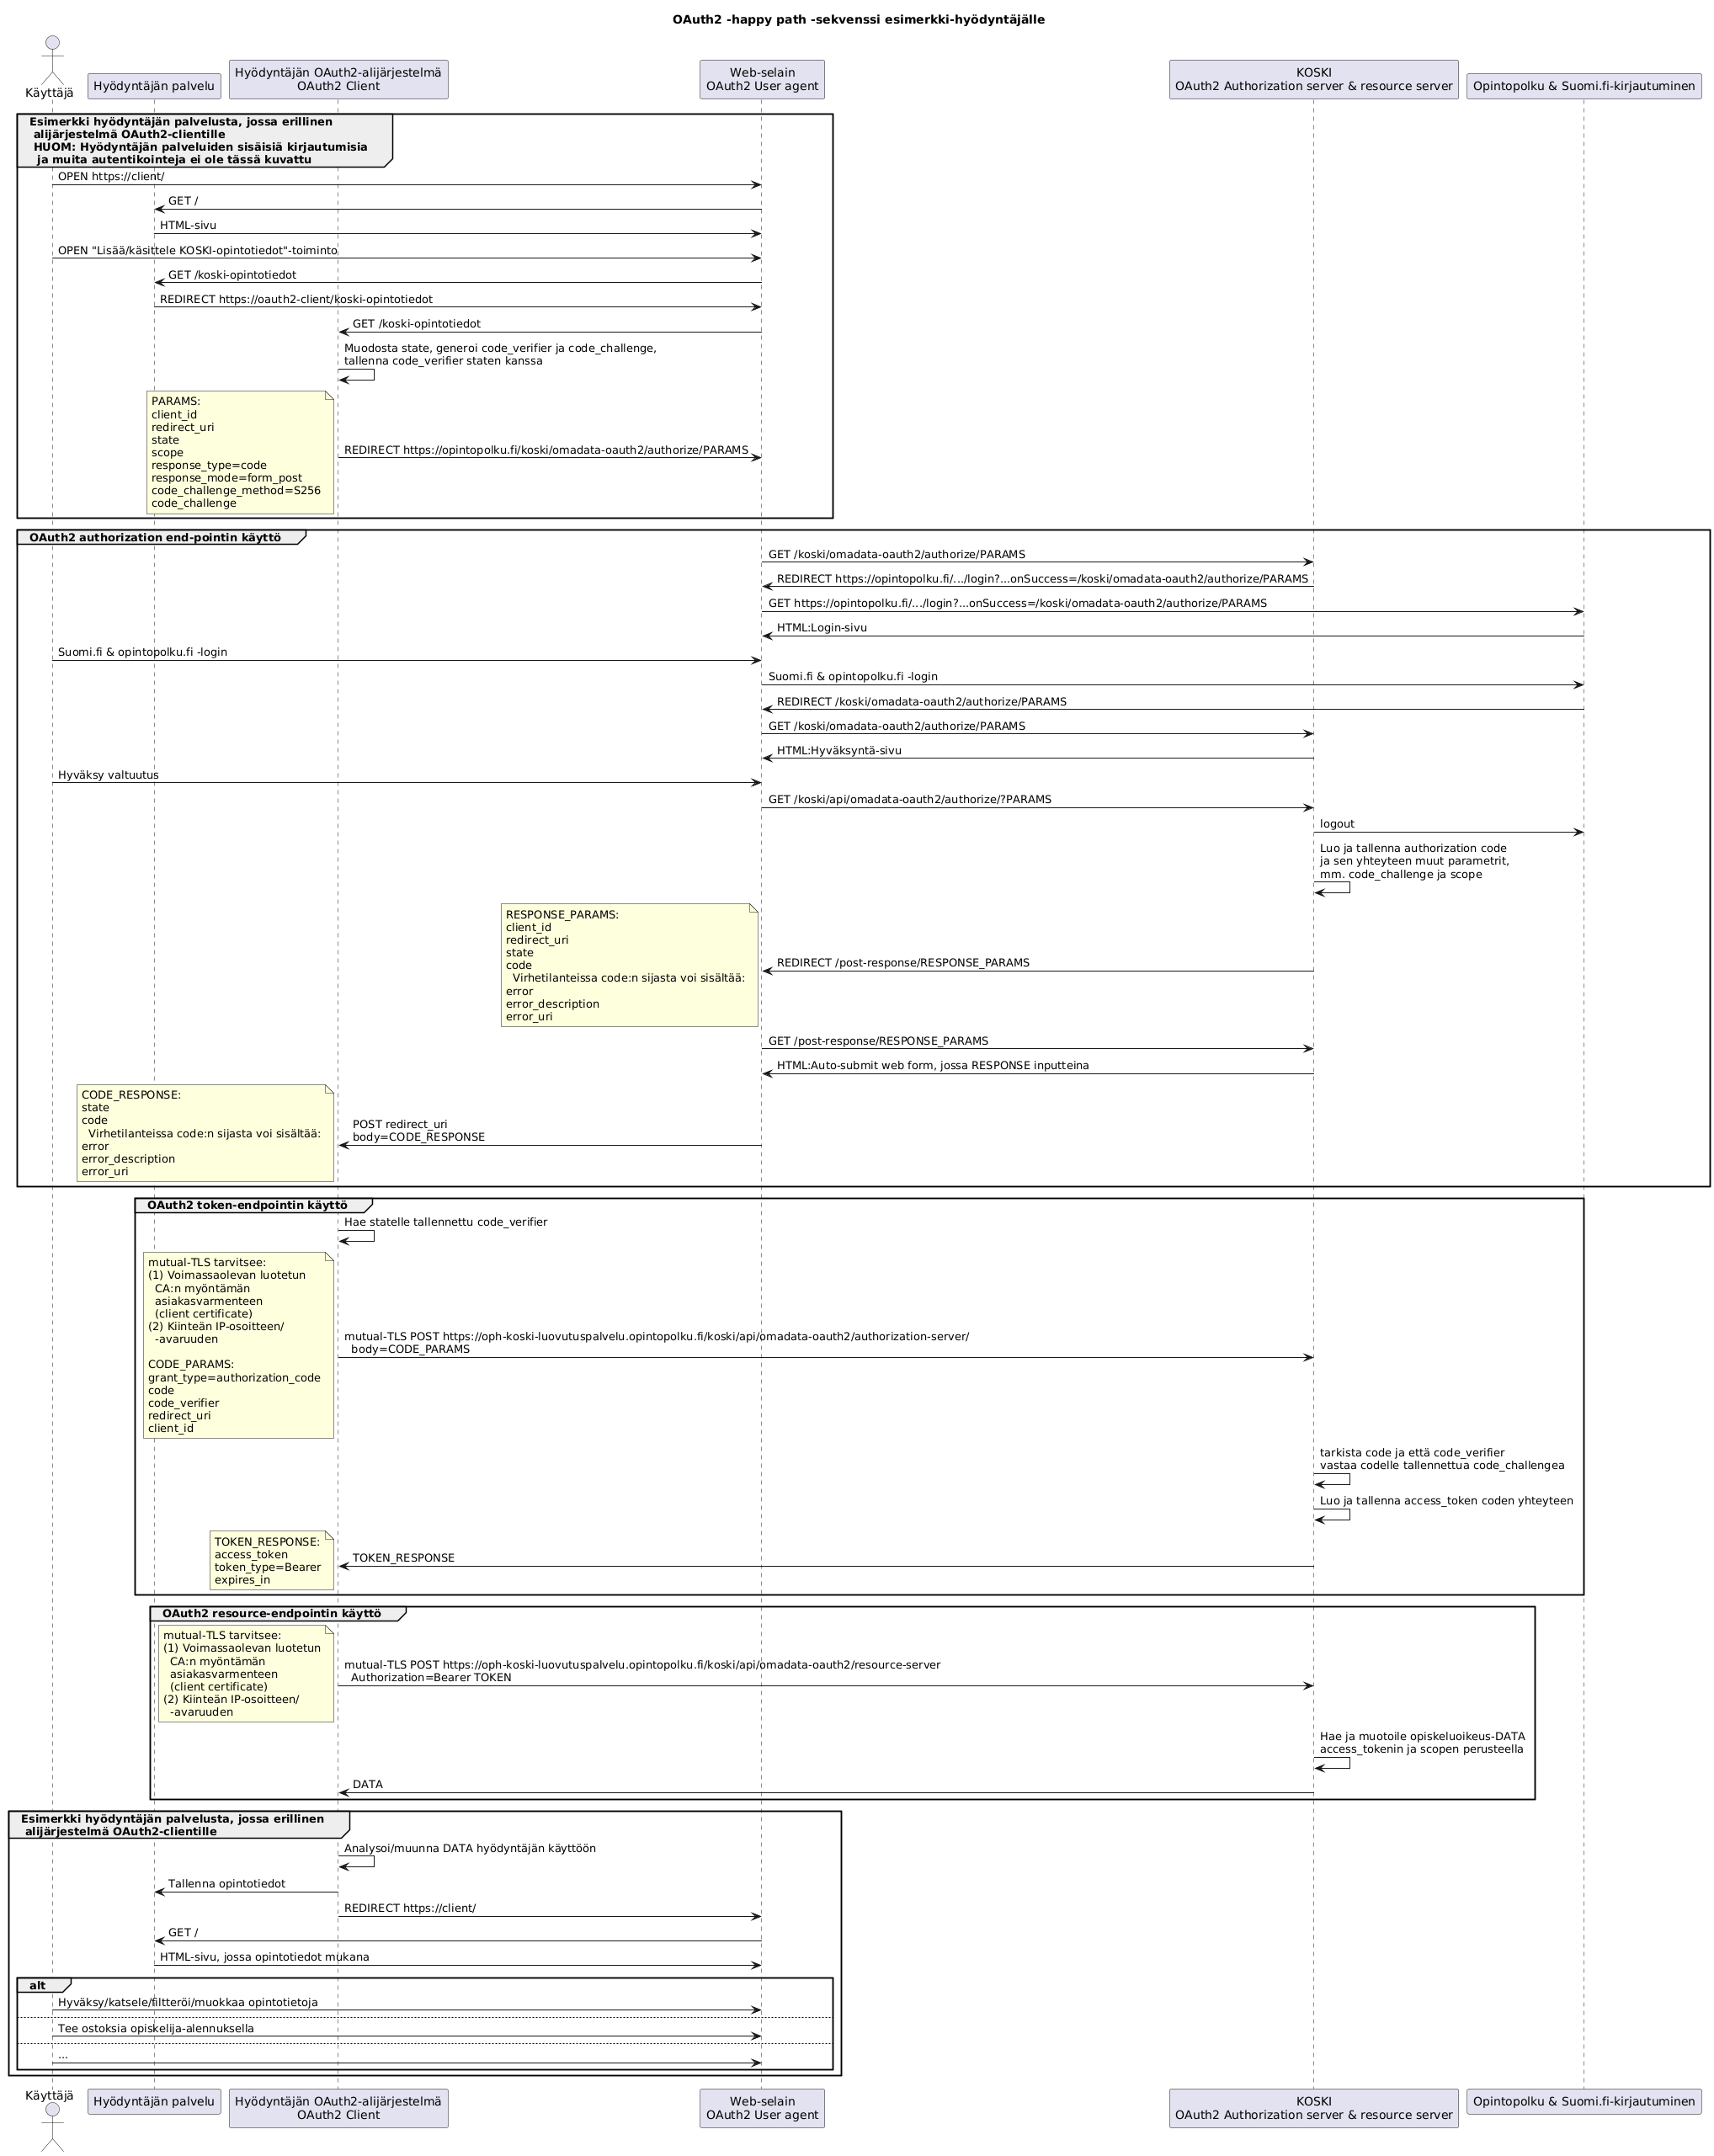 OAuth2 -happy path -sekvenssi esimerkki-hyödyntäjälle
Käyttäjä
Hyödyntäjän palvelu
Hyödyntäjän OAuth2-alijärjestelmä
OAuth2 Client
Web-selain
OAuth2 User agent
KOSKI
OAuth2 Authorization server & resource server
Opintopolku & Suomi.fi-kirjautuminen
Esimerkki hyödyntäjän palvelusta, jossa erillinen
alijärjestelmä OAuth2-clientille
HUOM: Hyödyntäjän palveluiden sisäisiä kirjautumisia
ja muita autentikointeja ei ole tässä kuvattu
OPEN https://client/
GET /
HTML-sivu
OPEN "Lisää/käsittele KOSKI-opintotiedot"-toiminto
GET /koski-opintotiedot
REDIRECT https://oauth2-client/koski-opintotiedot
GET /koski-opintotiedot
Muodosta state, generoi code_verifier ja code_challenge,
tallenna code_verifier staten kanssa
PARAMS:
client_id
redirect_uri
state
scope
response_type=code
response_mode=form_post
code_challenge_method=S256
code_challenge
REDIRECT https://opintopolku.fi/koski/omadata-oauth2/authorize/PARAMS
OAuth2 authorization end-pointin käyttö
GET /koski/omadata-oauth2/authorize/PARAMS
REDIRECT https://opintopolku.fi/.../login?...onSuccess=/koski/omadata-oauth2/authorize/PARAMS
GET https://opintopolku.fi/.../login?...onSuccess=/koski/omadata-oauth2/authorize/PARAMS
HTML:Login-sivu
Suomi.fi & opintopolku.fi -login
Suomi.fi & opintopolku.fi -login
REDIRECT /koski/omadata-oauth2/authorize/PARAMS
GET /koski/omadata-oauth2/authorize/PARAMS
HTML:Hyväksyntä-sivu
Hyväksy valtuutus
GET /koski/api/omadata-oauth2/authorize/?PARAMS
logout
Luo ja tallenna authorization code
ja sen yhteyteen muut parametrit,
mm. code_challenge ja scope
RESPONSE_PARAMS:
client_id
redirect_uri
state
code
Virhetilanteissa code:n sijasta voi sisältää:
error
error_description
error_uri
REDIRECT /post-response/RESPONSE_PARAMS
GET /post-response/RESPONSE_PARAMS
HTML:Auto-submit web form, jossa RESPONSE inputteina
CODE_RESPONSE:
state
code
Virhetilanteissa code:n sijasta voi sisältää:
error
error_description
error_uri
POST redirect_uri
body=CODE_RESPONSE
OAuth2 token-endpointin käyttö
Hae statelle tallennettu code_verifier
mutual-TLS tarvitsee:
(1) Voimassaolevan luotetun
CA:n myöntämän
asiakasvarmenteen
(client certificate)
(2) Kiinteän IP-osoitteen/
-avaruuden
CODE_PARAMS:
grant_type=authorization_code
code
code_verifier
redirect_uri
client_id
mutual-TLS POST https://oph-koski-luovutuspalvelu.opintopolku.fi/koski/api/omadata-oauth2/authorization-server/
body=CODE_PARAMS
tarkista code ja että code_verifier
vastaa codelle tallennettua code_challengea
Luo ja tallenna access_token coden yhteyteen
TOKEN_RESPONSE:
access_token
token_type=Bearer
expires_in
TOKEN_RESPONSE
OAuth2 resource-endpointin käyttö
mutual-TLS tarvitsee:
(1) Voimassaolevan luotetun
CA:n myöntämän
asiakasvarmenteen
(client certificate)
(2) Kiinteän IP-osoitteen/
-avaruuden
mutual-TLS POST https://oph-koski-luovutuspalvelu.opintopolku.fi/koski/api/omadata-oauth2/resource-server
Authorization=Bearer TOKEN
Hae ja muotoile opiskeluoikeus-DATA
access_tokenin ja scopen perusteella
DATA
Esimerkki hyödyntäjän palvelusta, jossa erillinen
alijärjestelmä OAuth2-clientille
Analysoi/muunna DATA hyödyntäjän käyttöön
Tallenna opintotiedot
REDIRECT https://client/
GET /
HTML-sivu, jossa opintotiedot mukana
alt
Hyväksy/katsele/filtteröi/muokkaa opintotietoja
Tee ostoksia opiskelija-alennuksella
...
Käyttäjä
Hyödyntäjän palvelu
Hyödyntäjän OAuth2-alijärjestelmä
OAuth2 Client
Web-selain
OAuth2 User agent
KOSKI
OAuth2 Authorization server & resource server
Opintopolku & Suomi.fi-kirjautuminen